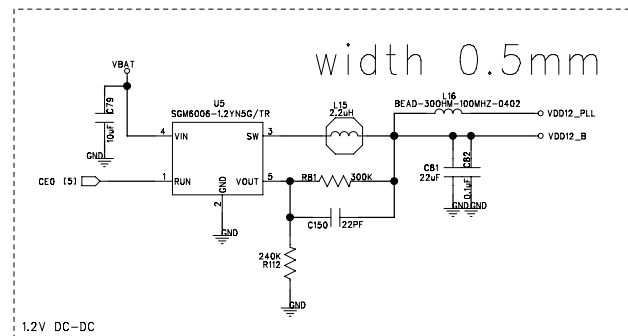 width 0.5mm
VBAT
U5
SGM6006-1.2YN5G/TR
C79
10uF
GND
4 VIN
SW 3
L15
2.2uH
L16
BEAD-300HM-100MHZ-0402
VDD12_PLL
VDD12_B
CEO [5]
1 RUN
GND
2
VOUT 5
R81 300K
C81
22uF
C82
0.1uF
GND GND
C150 22PF
GND
240K
R112
GND
1.2V DC-DC